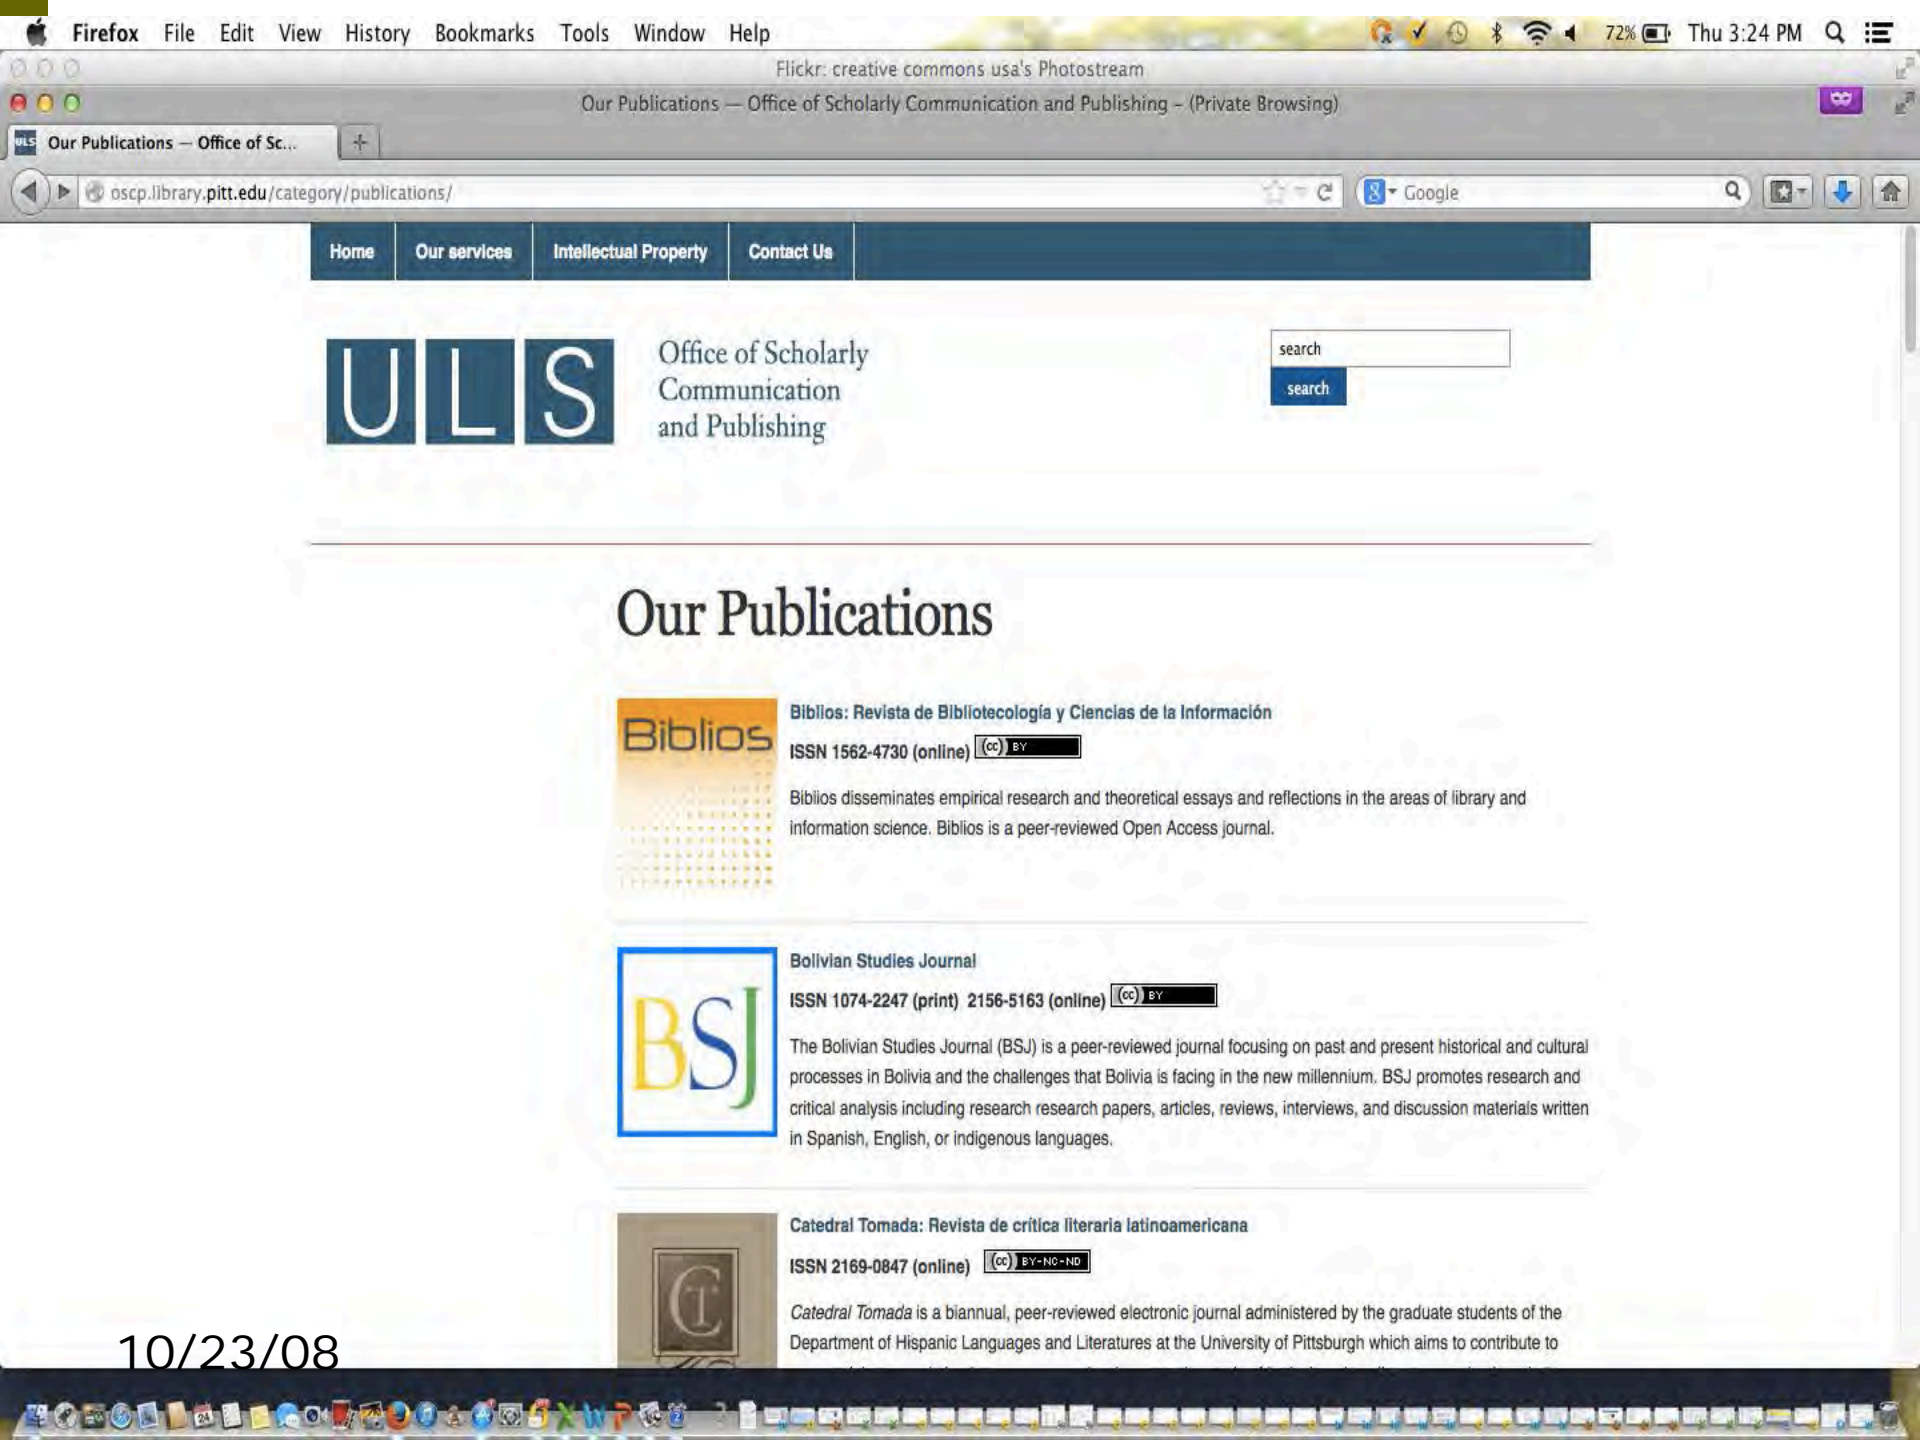 Firefox File Edit View History Bookmarks Tools Window Help 72% Thu 3:24 PM
Flickr: creative commons usa's Photostream
Our Publications — Office of Scholarly Communication and Publishing – (Private Browsing)
ULS Our Publications — Office of Sc...
oscp.library.pitt.edu/category/publications/ Google
Home Our services Intellectual Property Contact Us
ULS
Office of Scholarly
Communication
and Publishing
search
search
Our Publications
Biblios
Biblios: Revista de Bibliotecología y Ciencias de la Información
ISSN 1562-4730 (online) (cc) BY
Biblios disseminates empirical research and theoretical essays and reflections in the areas of library and
information science. Biblios is a peer-reviewed Open Access journal.
BSJ
Bolivian Studies Journal
ISSN 1074-2247 (print) 2156-5163 (online) (cc) BY
The Bolivian Studies Journal (BSJ) is a peer-reviewed journal focusing on past and present historical and cultural
processes in Bolivia and the challenges that Bolivia is facing in the new millennium. BSJ promotes research and
critical analysis including research research papers, articles, reviews, interviews, and discussion materials written
in Spanish, English, or indigenous languages.
CT
Catedral Tomada: Revista de crítica literaria latinoamericana
ISSN 2169-0847 (online) (cc) BY-NC-ND
Catedral Tomada is a biannual, peer-reviewed electronic journal administered by the graduate students of the
Department of Hispanic Languages and Literatures at the University of Pittsburgh which aims to contribute to
10/23/08